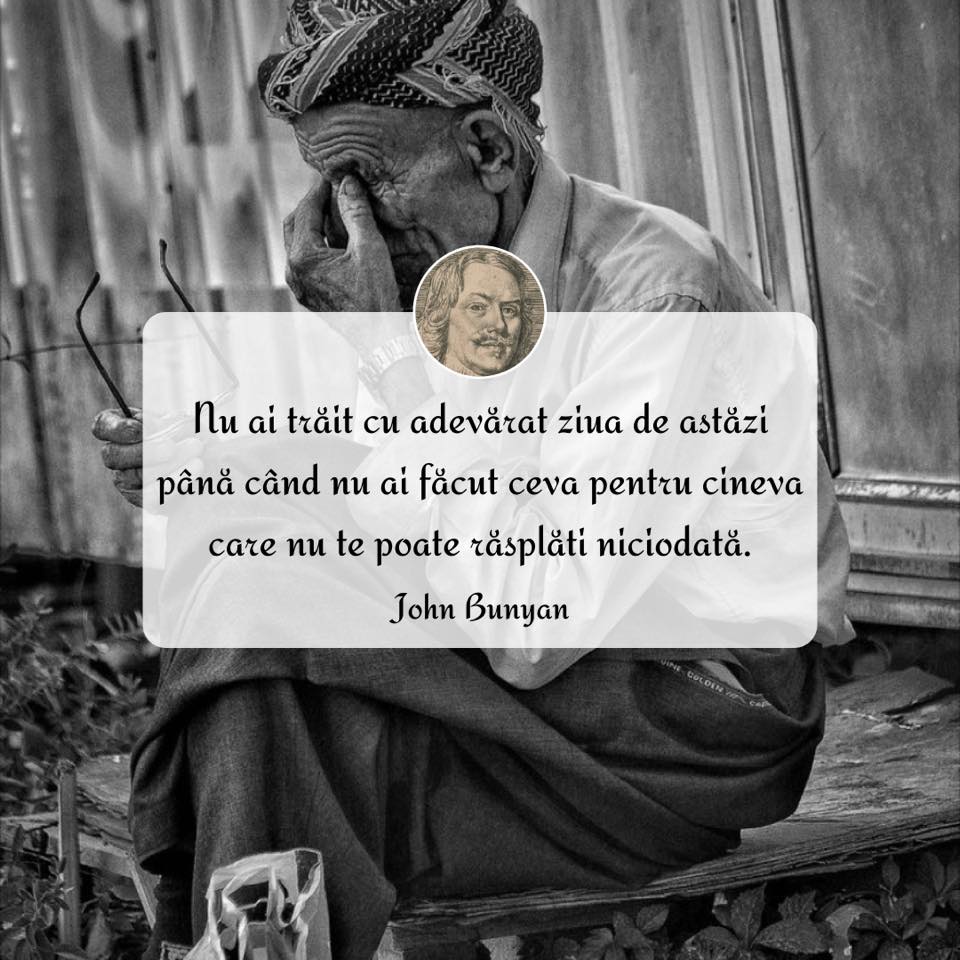 Nu ai trăit cu adevărat ziua de astăzi
până când nu ai făcut ceva pentru cineva
care nu te poate răsplăti niciodată.
John Bunyan
GOLDEN